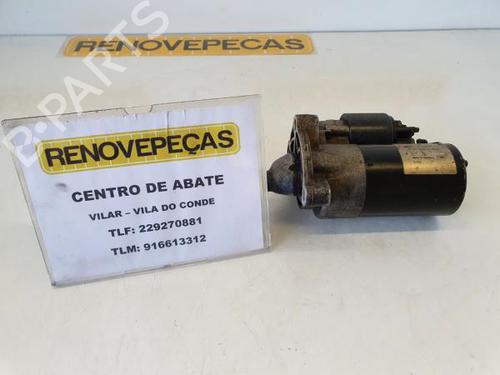 RENOVEPEÇAS
B-PARTS
RENOVEPEÇAS
CENTRO DE ABATE
VILAR – VILA DO CONDE
TLF: 229270881
TLM: 916613312